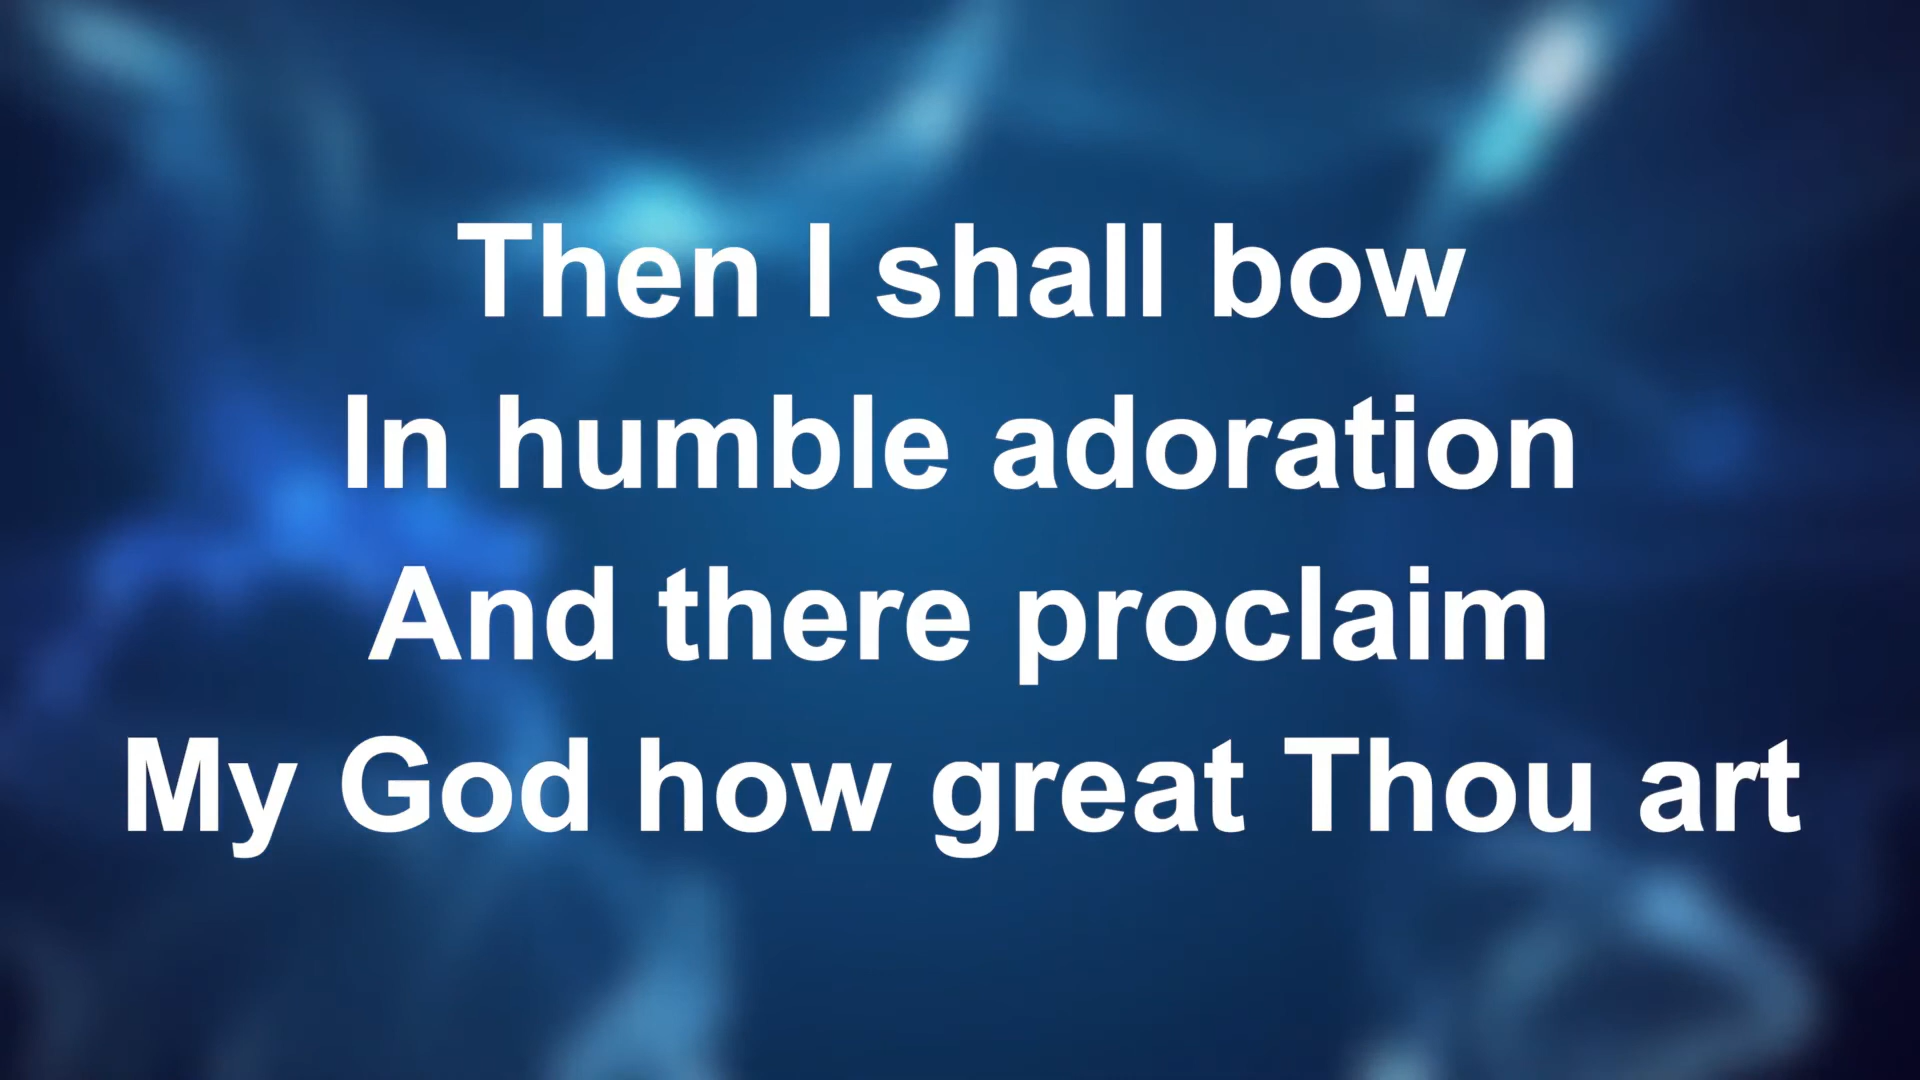 Then I shall bow
In humble adoration
And there proclaim
My God how great Thou art